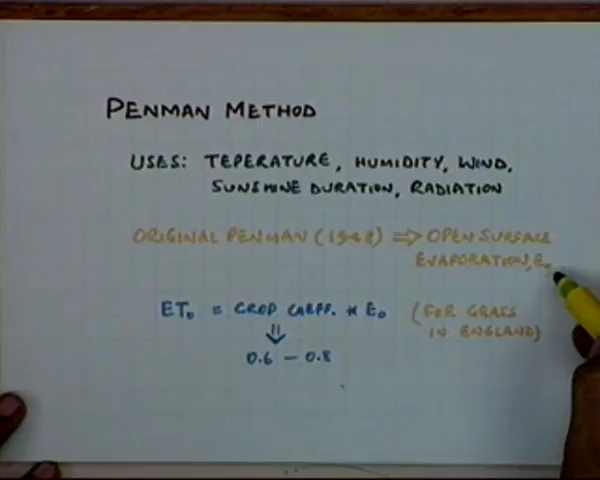 PENMAN METHOD
USES: TEPERATURE, HUMIDITY, WIND,
SUNSHINE DURATION, RADIATION
ORIGINAL PENMAN (1948) ⇒ OPEN SURFACE
EVAPORATION, E₀
ET₀ = CROP COEFF. * E₀ (FOR GRASS
IN ENGLAND)
⇓
0.6 – 0.8